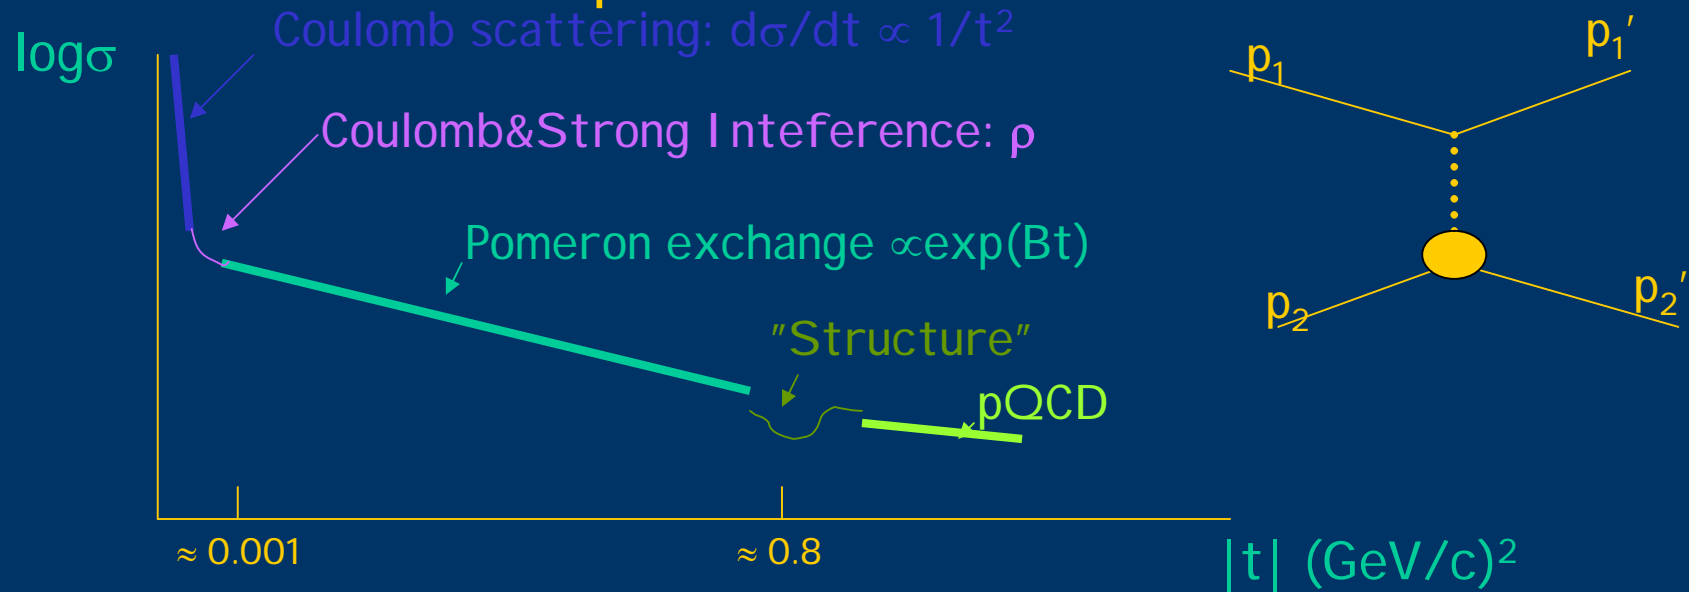 Coulomb scattering: dσ/dt ∝ 1/t²
logσ
Coulomb&Strong Inteference: ρ
Pomeron exchange ∝exp(Bt)
"Structure"
pQCD
≈ 0.001
≈ 0.8
|t| (GeV/c)²
p₁
p₁'
p₂
p₂'